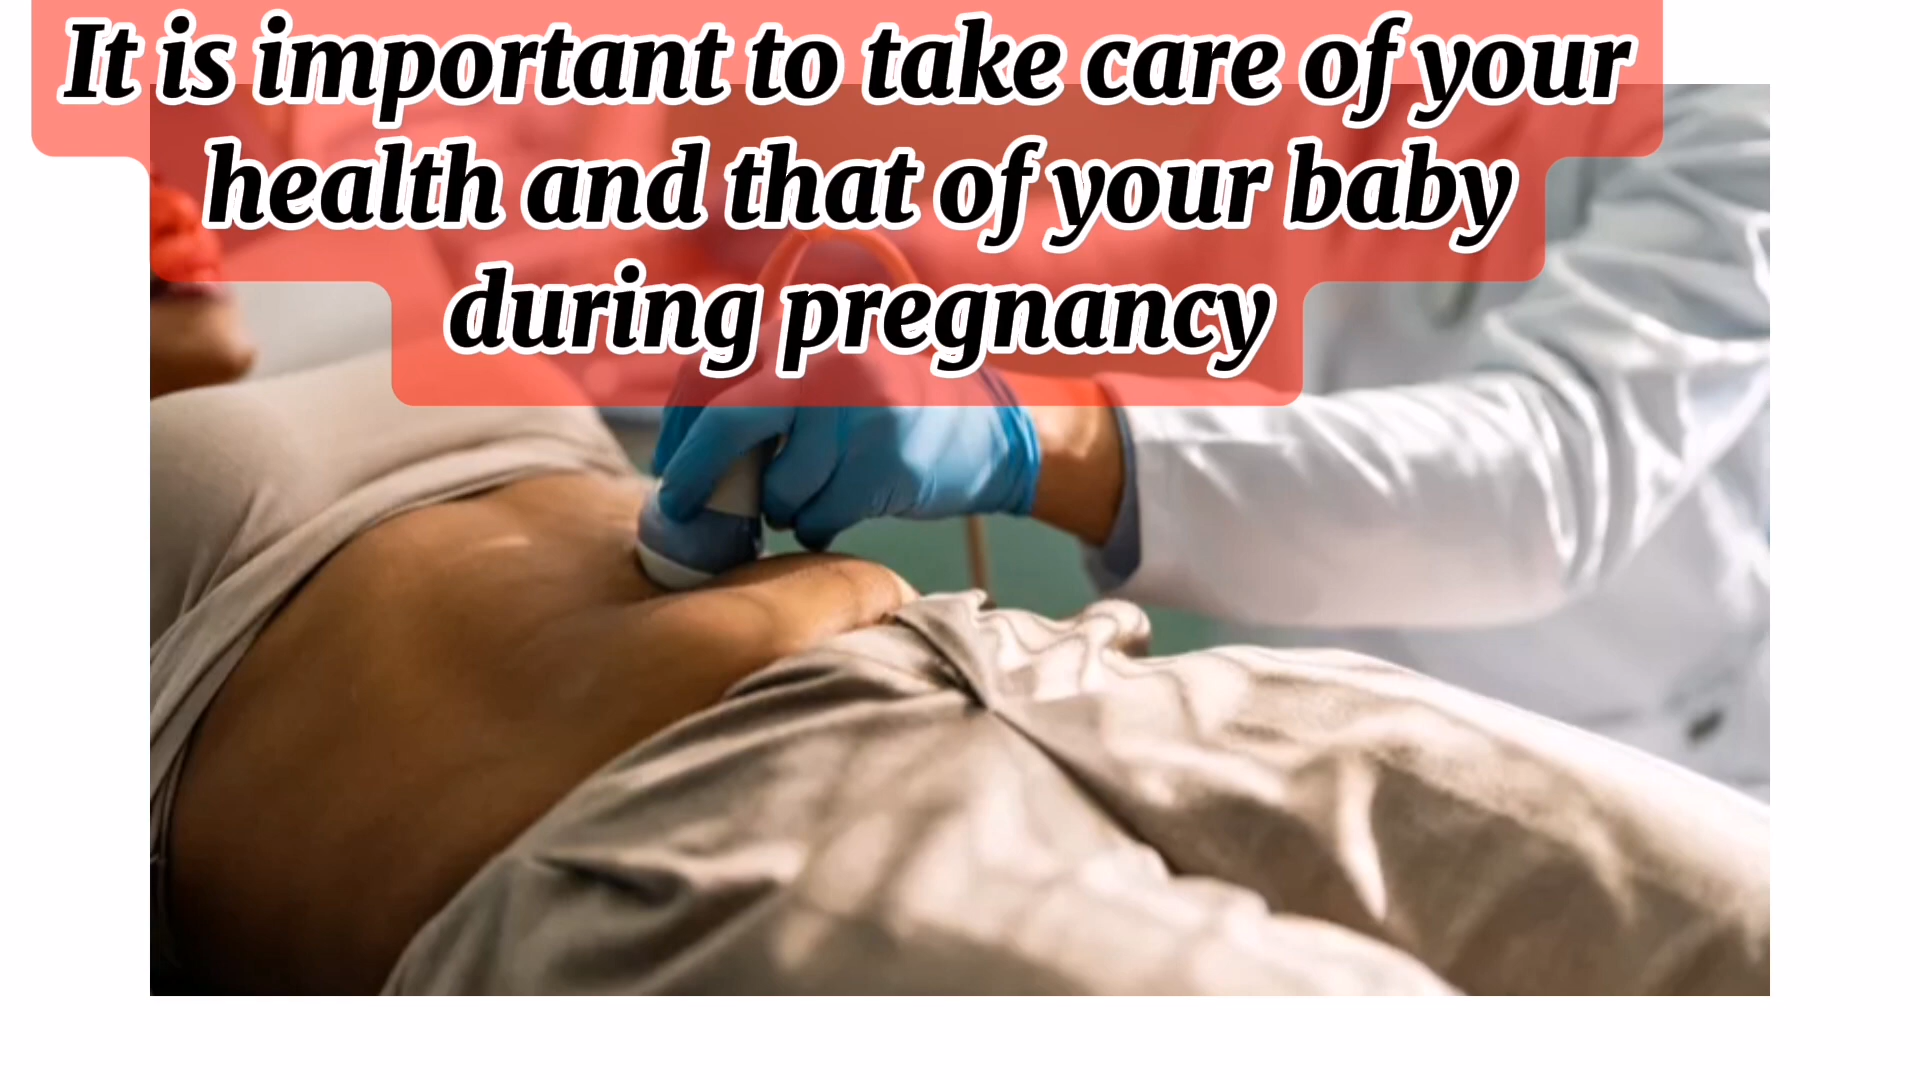 It is important to take care of your
health and that of your baby
during pregnancy